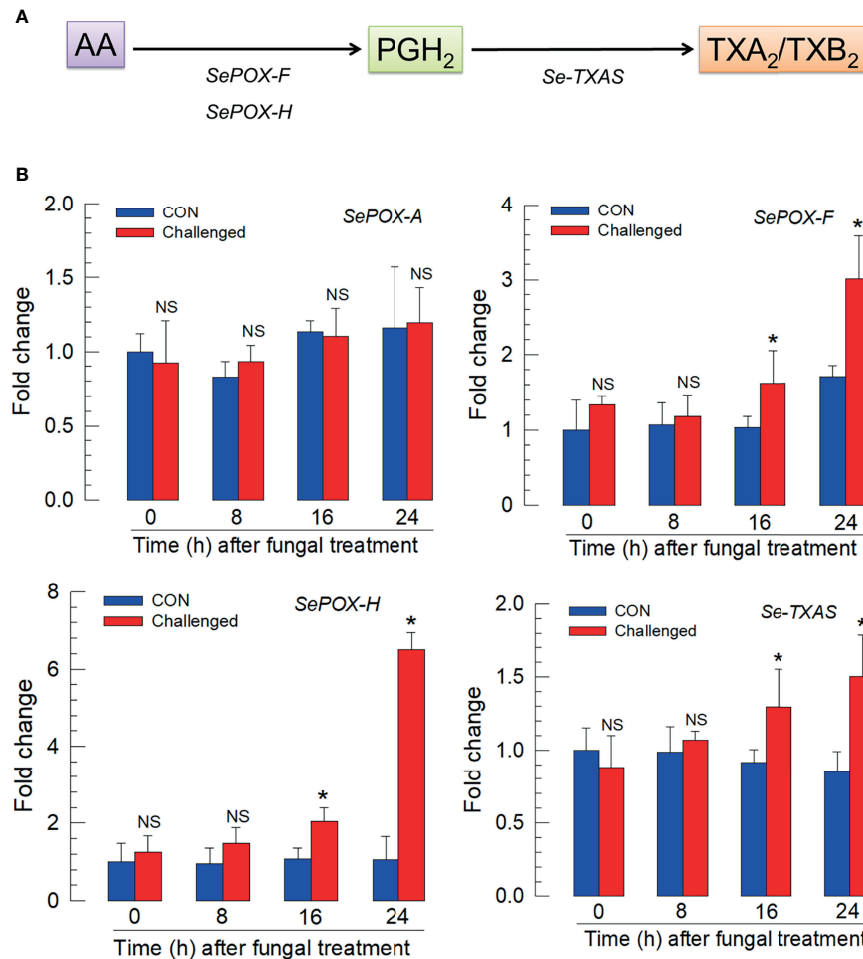 A
AA
PGH2
TXA2/TXB2
SePOX-F
SePOX-H
Se-TXAS
B
2.0
1.5
1.0
0.5
0.0
Fold change
CON
Challenged
SePOX-A
NS
NS
NS
NS
0 8 16 24
Time (h) after fungal treatment
4
3
2
1
0
Fold change
CON
Challenged
SePOX-F
NS
NS
*
*
0 8 16 24
Time (h) after fungal treatment
8
6
4
2
0
Fold change
CON
Challenged
SePOX-H
NS
NS
*
*
0 8 16 24
Time (h) after fungal treatment
2.0
1.5
1.0
0.5
0.0
Fold change
CON
Challenged
Se-TXAS
NS
NS
*
*
0 8 16 24
Time (h) after fungal treatment